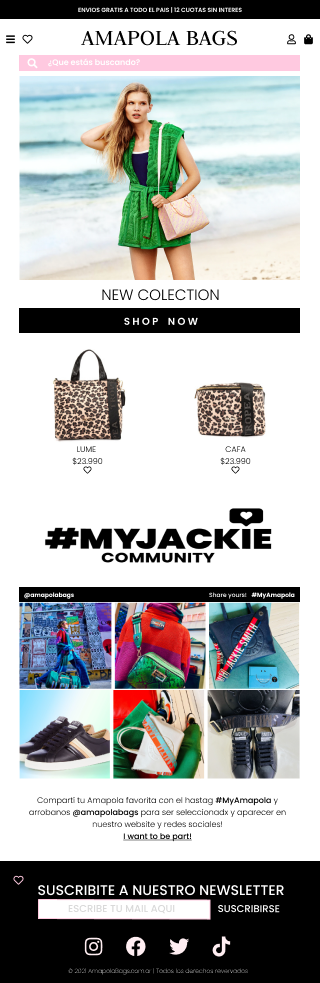 ENVIOS GRATIS A TODO EL PAIS | 12 CUOTAS SIN INTERES
AMAPOLA BAGS
¿Que estás buscando?
NEW COLECTION
SHOP NOW
LUME
$23.990
CAFA
$23.990
#MYJACKIE
COMMUNITY
@amapolabags
Share yours! #MyAmapola
JACKIE SMITH
Compartí tu Amapola favorita con el hastag #MyAmapola y
arrobanos @amapolabags para ser seleccionadx y aparecer en
nuestro website y redes sociales!
I want to be part!
SUSCRIBITE A NUESTRO NEWSLETTER
ESCRIBE TU MAIL AQUI
SUSCRIBIRSE
© 2021 AmapolaBags.com.ar | Todos los derechos revervados